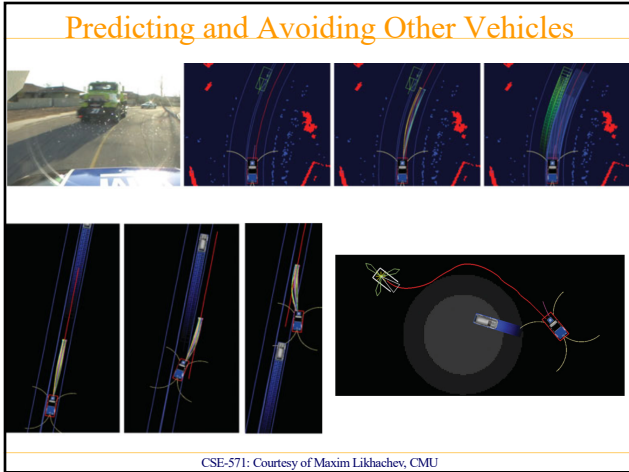 Predicting and Avoiding Other Vehicles
CSE-571: Courtesy of Maxim Likhachev, CMU